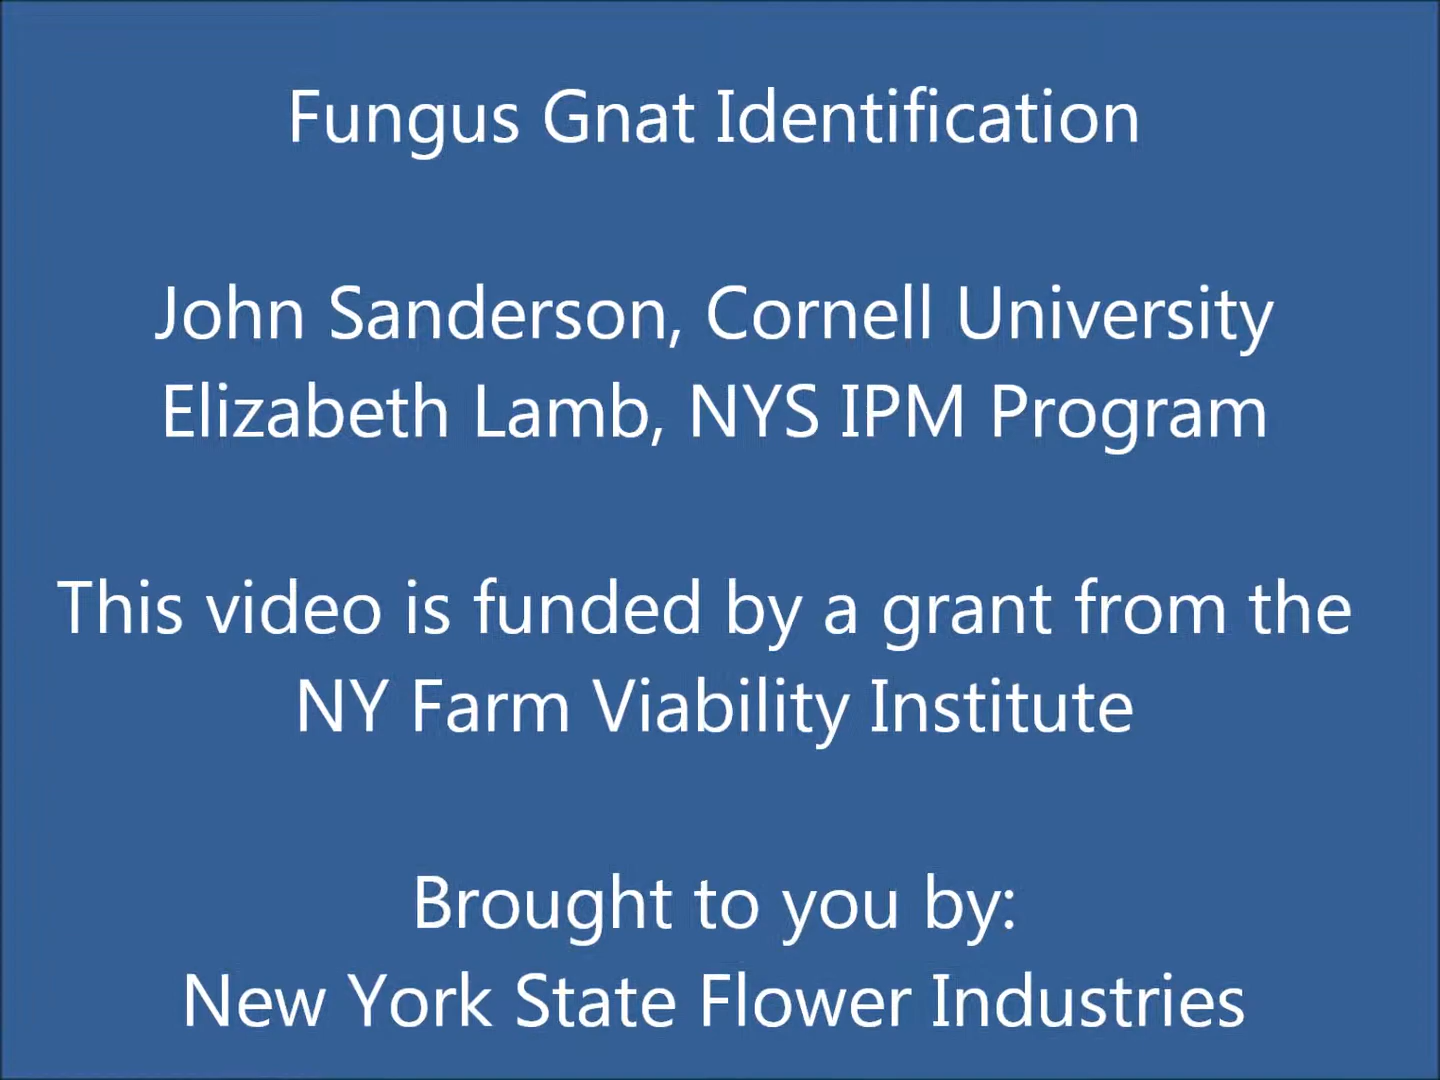 Fungus Gnat Identification
John Sanderson, Cornell University
Elizabeth Lamb, NYS IPM Program
This video is funded by a grant from the
NY Farm Viability Institute
Brought to you by:
New York State Flower Industries